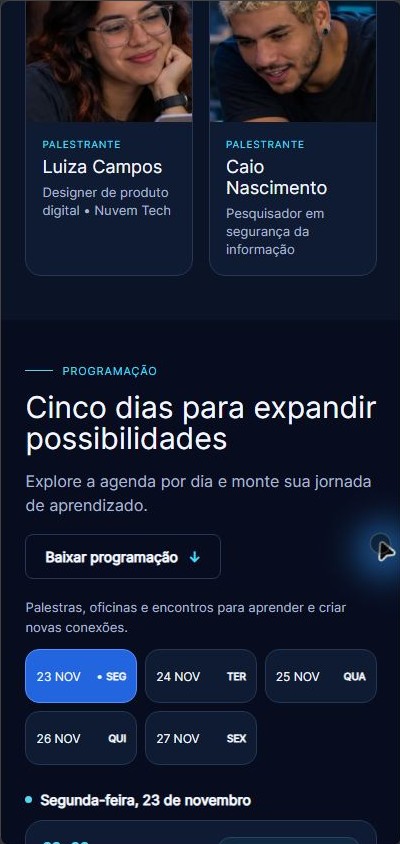 PALESTRANTE
Luiza Campos
Designer de produto
digital • Nuvem Tech
PALESTRANTE
Caio
Nascimento
Pesquisador em
segurança da
informação
PROGRAMAÇÃO
Cinco dias para expandir
possibilidades
Explore a agenda por dia e monte sua jornada
de aprendizado.
Baixar programação ↓
Palestras, oficinas e encontros para aprender e criar
novas conexões.
23 NOV • SEG
24 NOV TER
25 NOV QUA
26 NOV QUI
27 NOV SEX
Segunda-feira, 23 de novembro